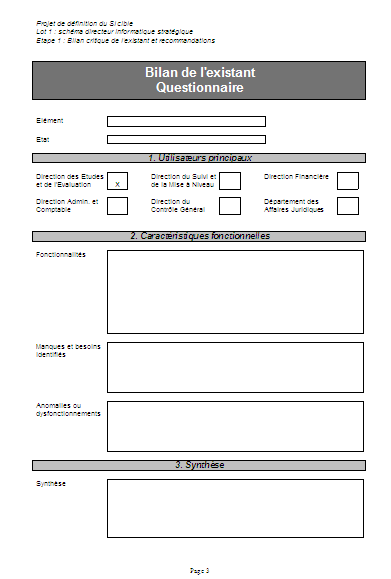 Projet de définition du SI cible
Lot 1 : schéma directeur informatique stratégique
Etape 1 : Bilan critique de l'existant et recommandations
Bilan de l'existant
Questionnaire
Elément
Etat
1. Utilisateurs principaux
Direction des Etudes
et de l'Evaluation
x
Direction du Suivi et
de la Mise à Niveau
Direction Financière
Direction Admin. et
Comptable
Direction du
Contrôle Général
Département des
Affaires Juridiques
2. Caractéristiques fonctionnelles
Fonctionnalités
Manques et besoins
identifiés
Anomalies ou
dysfonctionnements
3. Synthèse
Synthèse
Page 3